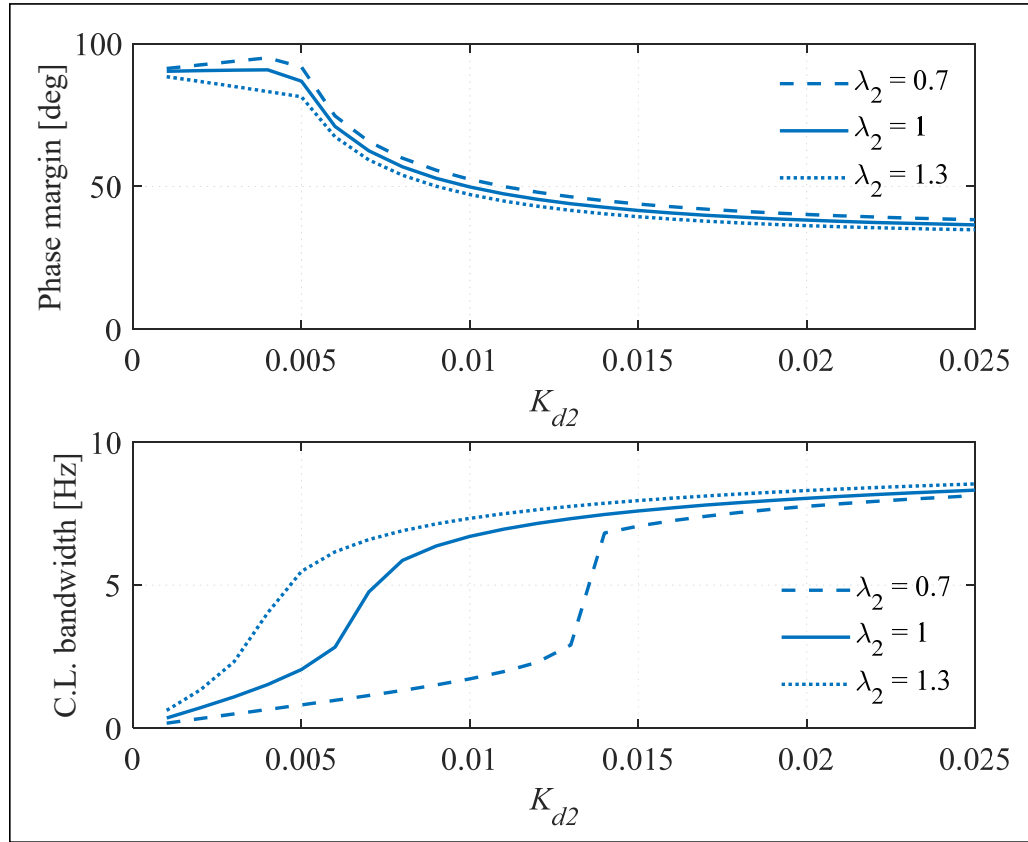 100
50
0
Phase margin [deg]
λ2 = 0.7
λ2 = 1
λ2 = 1.3
0 0.005 0.01 0.015 0.02 0.025
Kd2
10
5
0
C.L. bandwidth [Hz]
λ2 = 0.7
λ2 = 1
λ2 = 1.3
0 0.005 0.01 0.015 0.02 0.025
Kd2